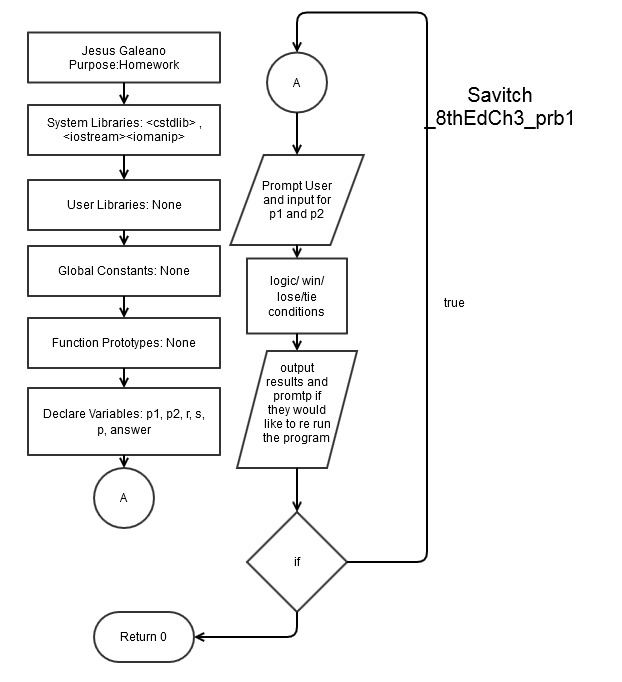 Jesus Galeano
Purpose:Homework
System Libraries: <cstdlib> ,
<iostream><iomanip>
User Libraries: None
Global Constants: None
Function Prototypes: None
Declare Variables: p1, p2, r, s,
p, answer
A
A
Prompt User
and input for
p1 and p2
logic/ win/
lose/tie
conditions
output
results and
promtp if
they would
like to re run
the program
if
Return 0
true
Savitch
_8thEdCh3_prb1